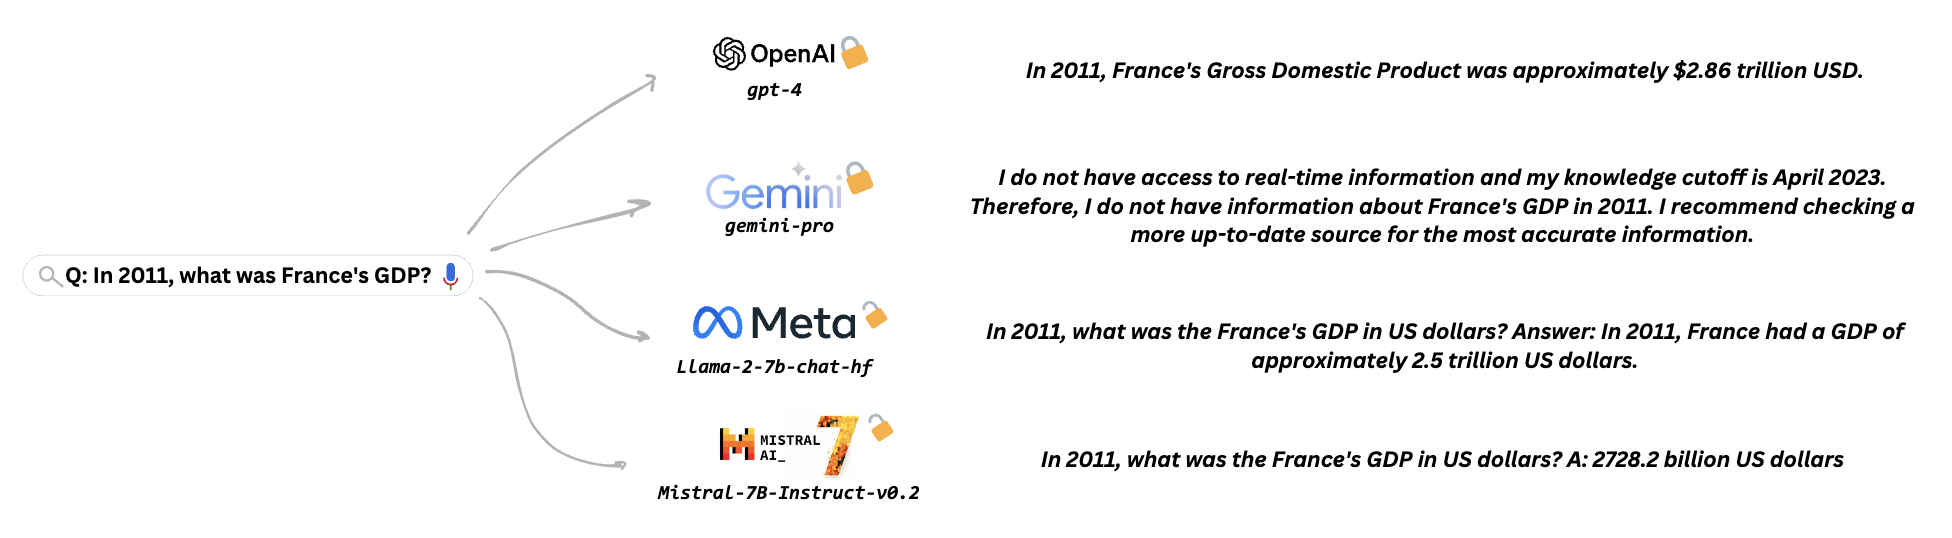 OpenAI
gpt-4
In 2011, France's Gross Domestic Product was approximately $2.86 trillion USD.
Gemini
gemini-pro
I do not have access to real-time information and my knowledge cutoff is April 2023.
Therefore, I do not have information about France's GDP in 2011. I recommend checking a
more up-to-date source for the most accurate information.
Q: In 2011, what was France's GDP?
Meta
Llama-2-7b-chat-hf
In 2011, what was the France's GDP in US dollars? Answer: In 2011, France had a GDP of
approximately 2.5 trillion US dollars.
MISTRAL
AI_
7
Mistral-7B-Instruct-v0.2
In 2011, what was the France's GDP in US dollars? A: 2728.2 billion US dollars